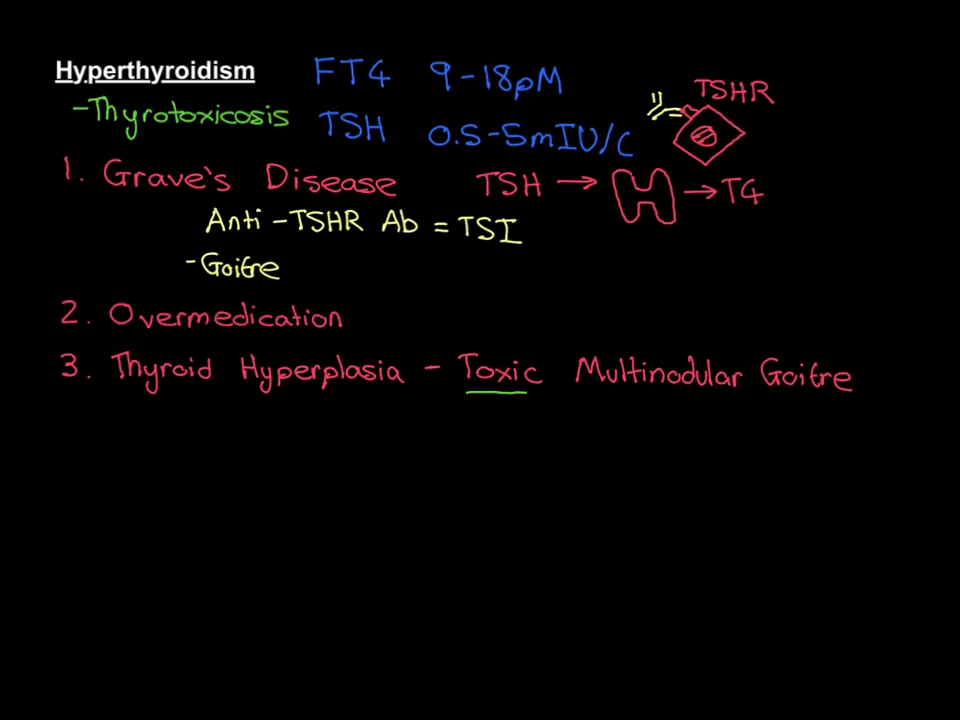 Hyperthyroidism FT4 9-18pM
-Thyrotoxicosis TSH 0.5-5mIU/L
TSHR
1. Grave's Disease TSH → → T4
Anti-TSHR Ab = TSI
-Goitre
2. Overmedication
3. Thyroid Hyperplasia - Toxic Multinodular Goitre